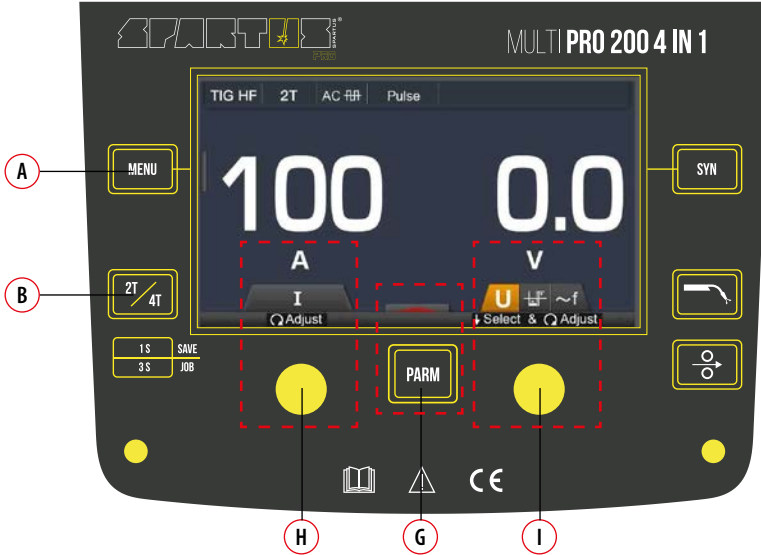 SPARTUS®
SPARTUS
PRO
MULTI PRO 200 4 IN 1
TIG HF 2T AC Pulse
A
MENU
SYN
100 0.0
A V
B
2T/4T
I
U ~f
Adjust
Select & Adjust
1 S SAVE
3 S JOB
PARM
CE
H
G
I